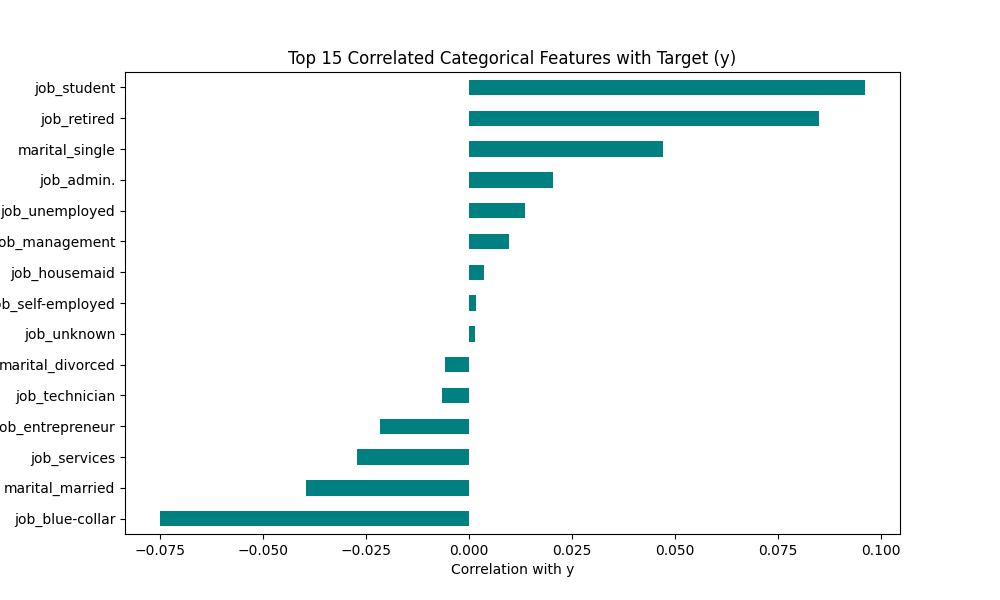 Top 15 Correlated Categorical Features with Target (y)
job_student
job_retired
marital_single
job_admin.
job_unemployed
ob_management
job_housemaid
ob_self-employed
job_unknown
marital_divorced
job_technician
ob_entrepreneur
job_services
marital_married
job_blue-collar
−0.075 −0.050 −0.025 0.000 0.025 0.050 0.075 0.100
Correlation with y